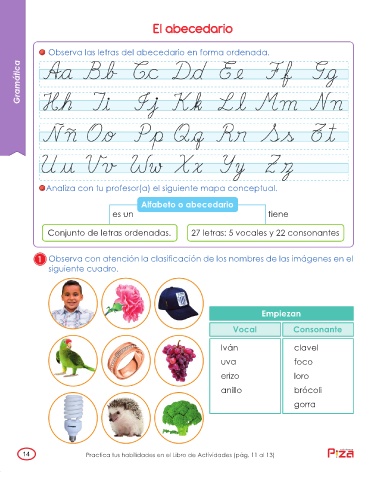 El abecedario
Gramática
Observa las letras del abecedario en forma ordenada.
Aa Bb Cc Dd Ee Ff Gg
Hh Ii Jj Kk Ll Mm Nn
Ññ Oo Pp Qq Rr Ss Tt
Uu Vv Ww Xx Yy Zz
Analiza con tu profesor(a) el siguiente mapa conceptual.
Alfabeto o abecedario
es un tiene
Conjunto de letras ordenadas. 27 letras: 5 vocales y 22 consonantes
1 Observa con atención la clasificación de los nombres de las imágenes en el
siguiente cuadro.
Empiezan
Vocal Consonante
Iván clavel
uva foco
erizo loro
anillo brócoli
gorra
14 Practica tus habilidades en el Libro de Actividades (pág. 11 al 13)